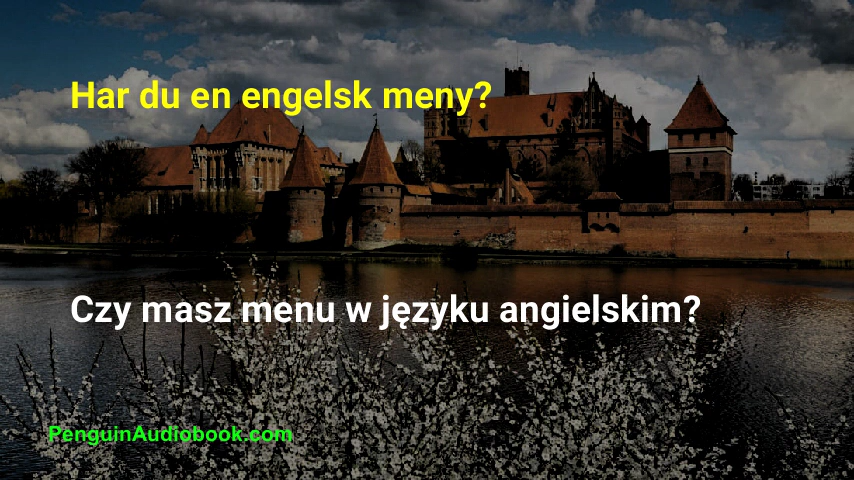 Har du en engelsk meny?
Czy masz menu w języku angielskim?
PenguinAudiobook.com